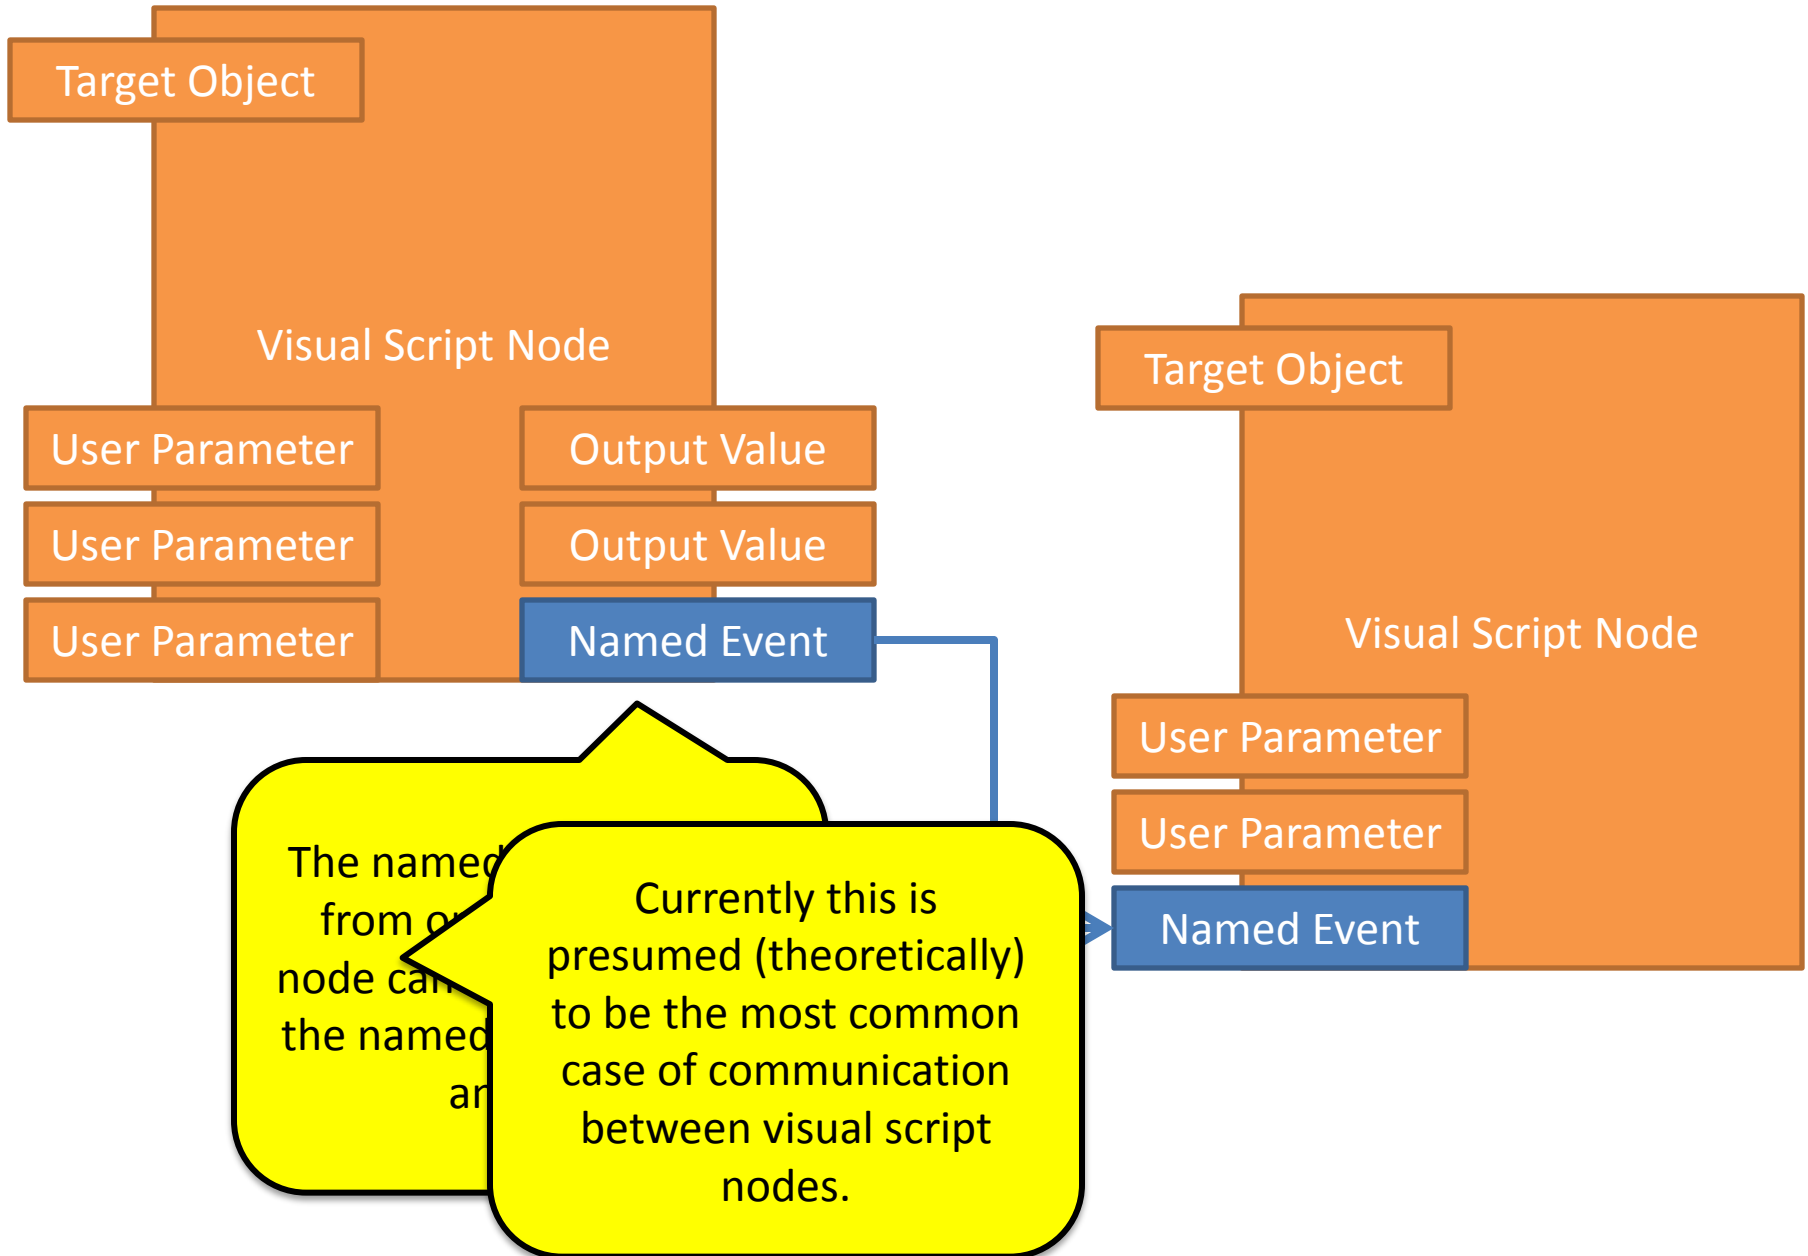 Target Object
Visual Script Node
User Parameter
Output Value
User Parameter
Output Value
User Parameter
Named Event
Target Object
Visual Script Node
User Parameter
User Parameter
Named Event
The named
from
node
the named
Currently this is
presumed (theoretically)
to be the most common
case of communication
between visual script
nodes.